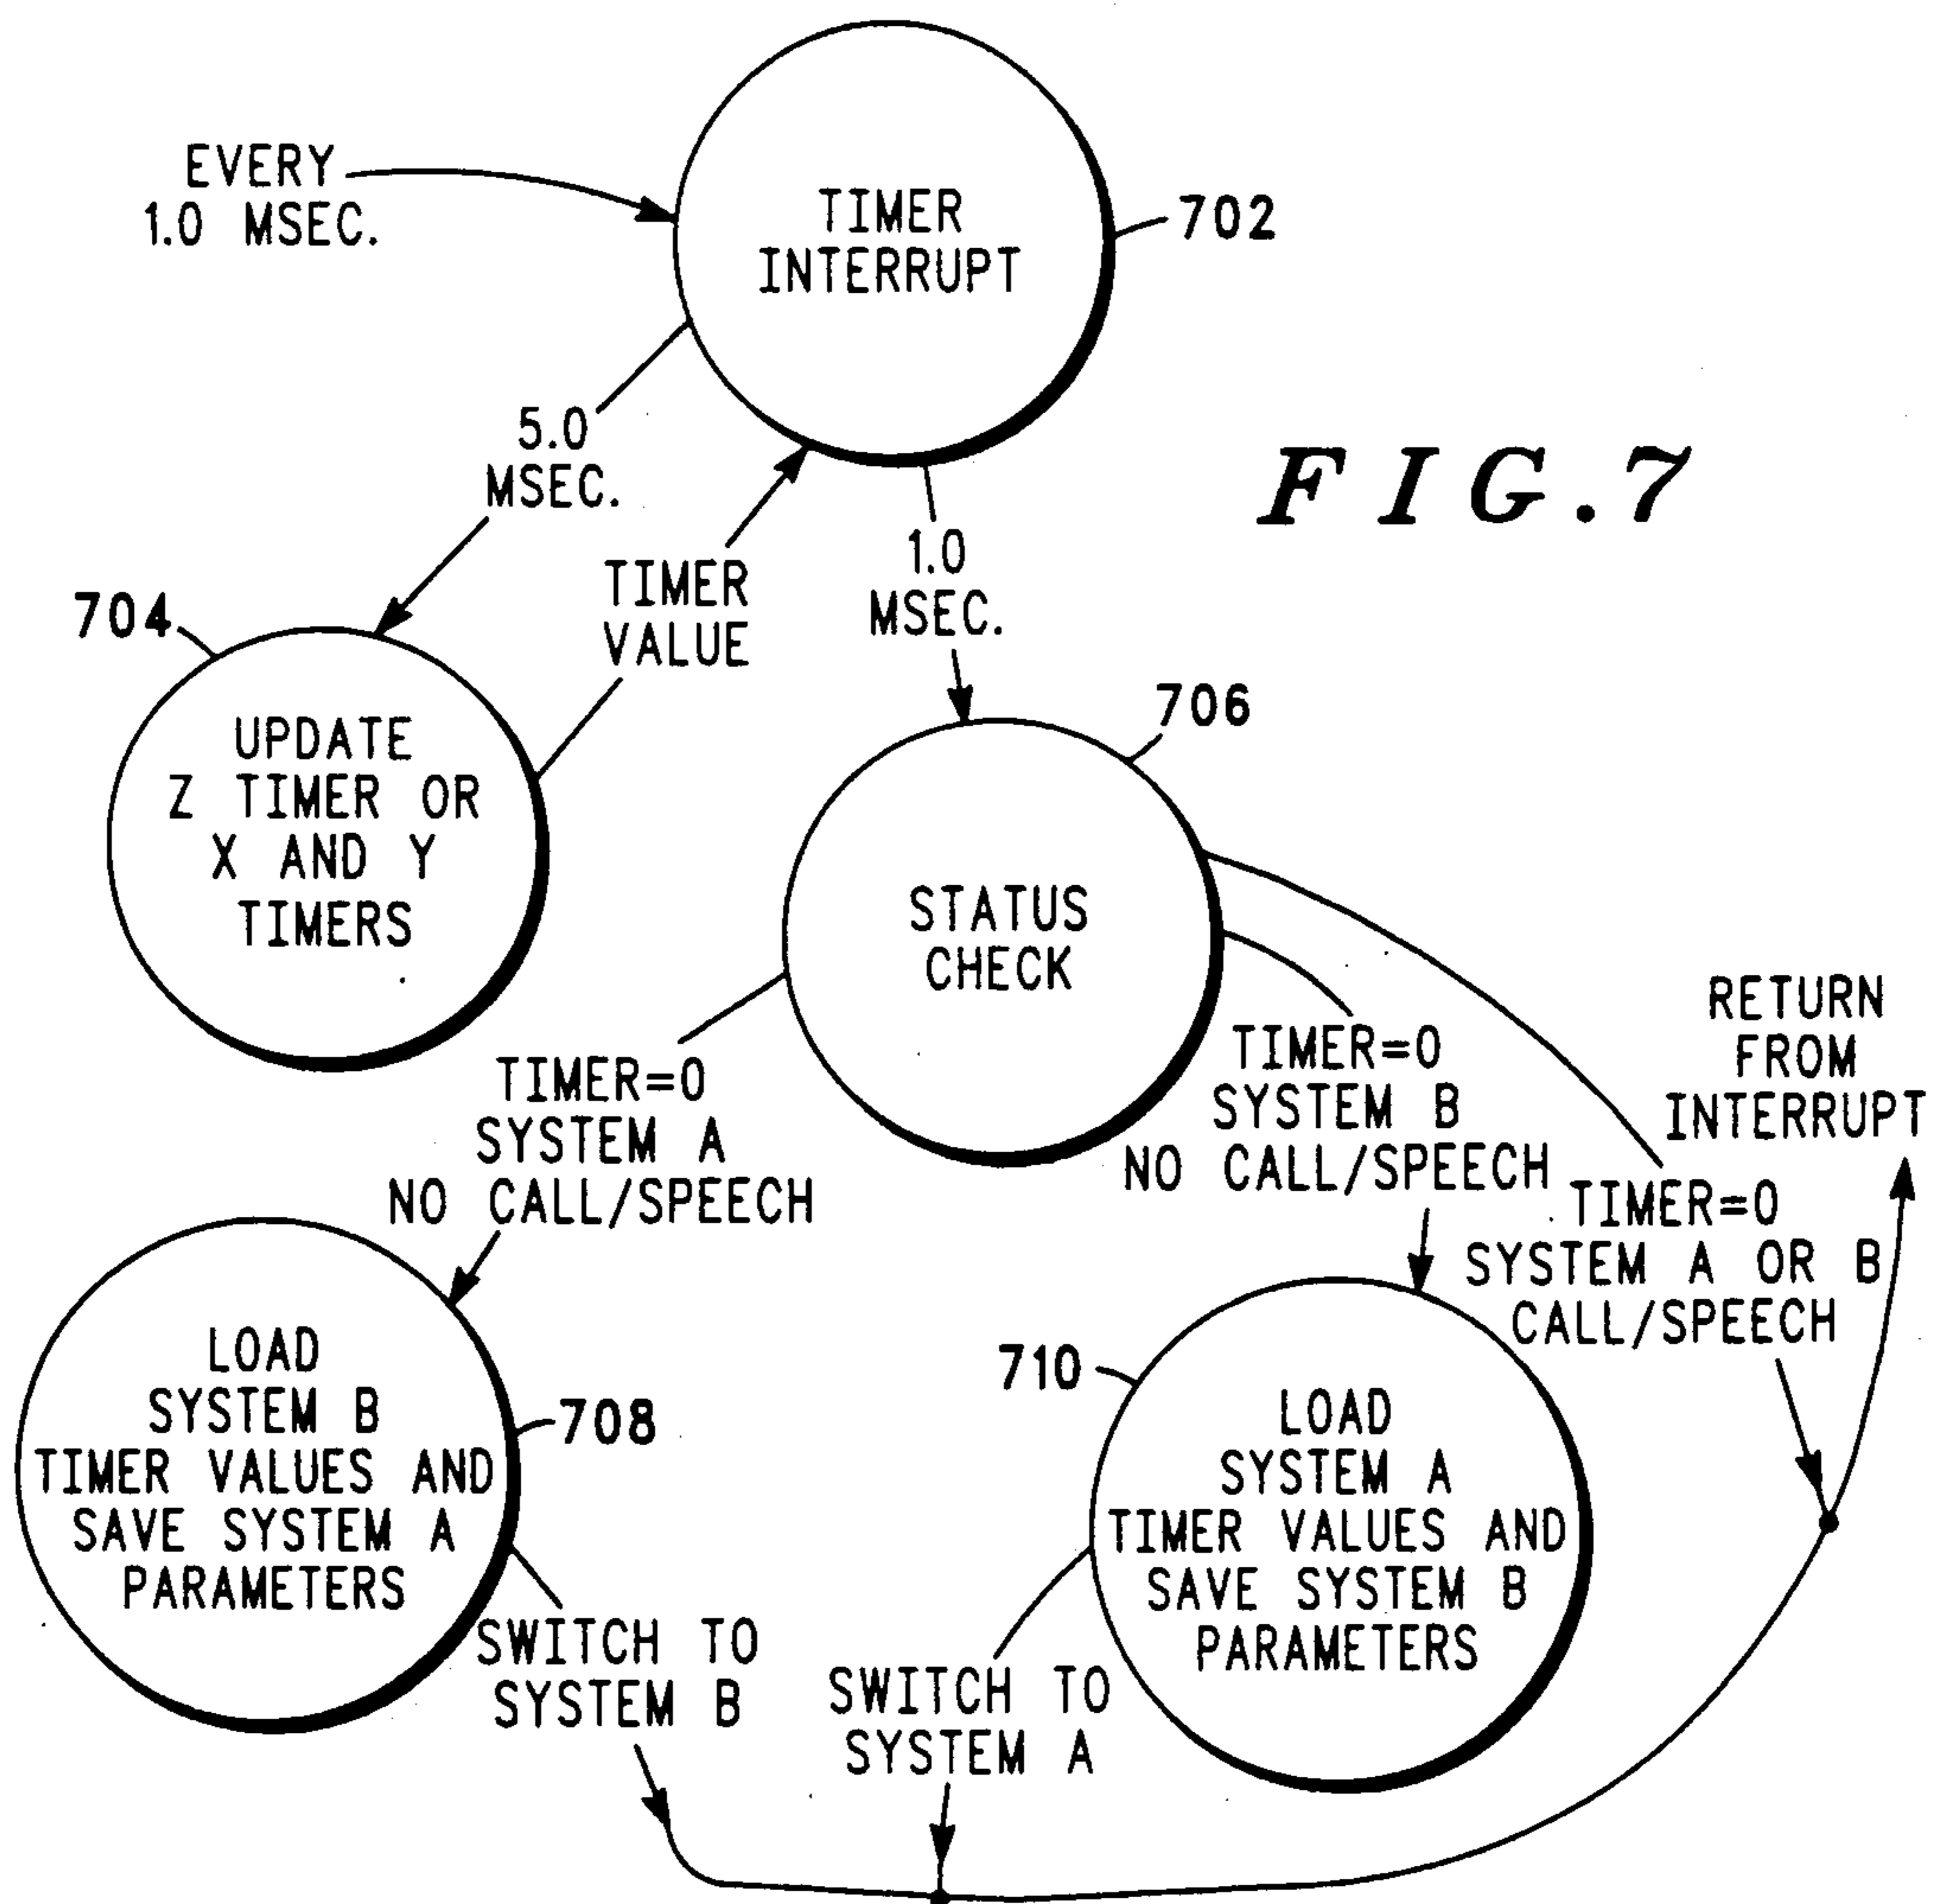 EVERY
1.0 MSEC.
TIMER
INTERRUPT
702
5.0
MSEC.
FIG.7
TIMER
VALUE
1.0
MSEC.
704
UPDATE
Z TIMER OR
X AND Y
TIMERS
706
STATUS
CHECK
RETURN
FROM
INTERRUPT
TIMER=0
SYSTEM A
NO CALL/SPEECH
TIMER=0
SYSTEM B
NO CALL/SPEECH
TIMER=0
SYSTEM A OR B
CALL/SPEECH
LOAD
SYSTEM B
TIMER VALUES AND
SAVE SYSTEM A
PARAMETERS
708
710
LOAD
SYSTEM A
TIMER VALUES AND
SAVE SYSTEM B
PARAMETERS
SWITCH TO
SYSTEM B
SWITCH TO
SYSTEM A